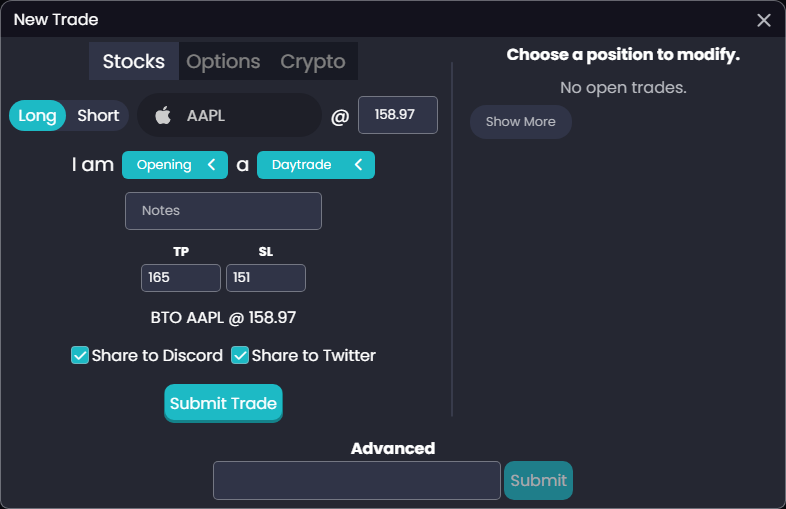 New Trade
Stocks Options Crypto
Long Short AAPL @ 158.97
I am Opening a Daytrade
Notes
TP SL
165 151
BTO AAPL @ 158.97
Share to Discord Share to Twitter
Submit Trade
Choose a position to modify.
No open trades.
Show More
Advanced
Submit